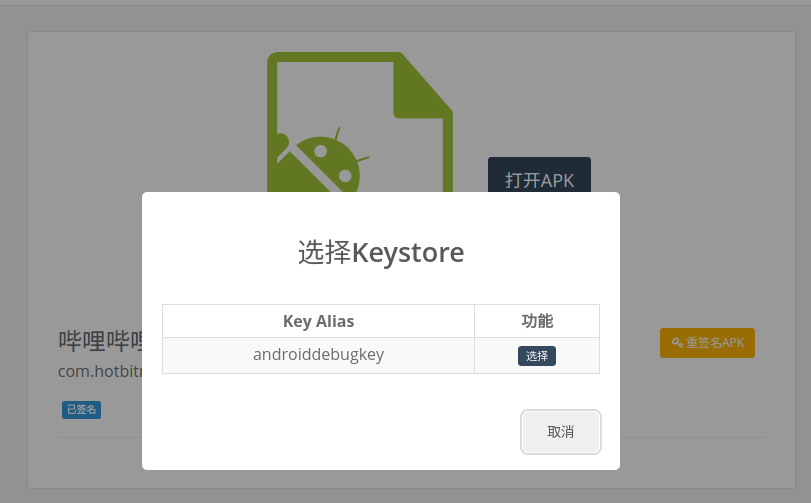 打开APK
选择Keystore
Key Alias 功能
androiddebugkey 选择
哔哩哔哩
重签名APK
com.hotbitm
已签名
取消